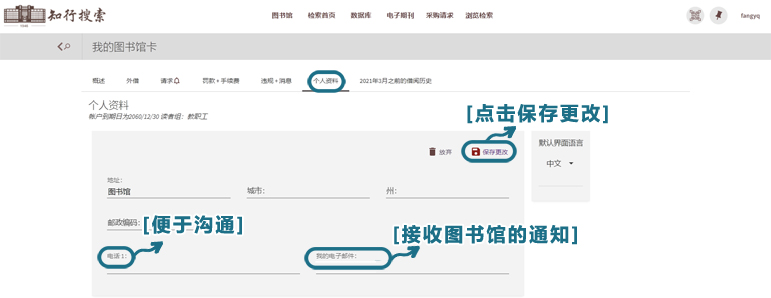 知行搜索
图书馆 检索首页 数据库 电子期刊 采购请求 浏览检索
fangyq
我的图书馆卡
概述 外借 请求 罚款+手续费 违规+消息 个人资料 2021年3月之前的借阅历史
个人资料
帐户到期日为2060/12/30 读者组: 教职工
[点击保存更改]
放弃 保存更改
默认界面语言
中文
地址:
图书馆
城市:
州:
邮政编码:
[便于沟通]
[接收图书馆的通知]
电话 1:
我的电子邮件: